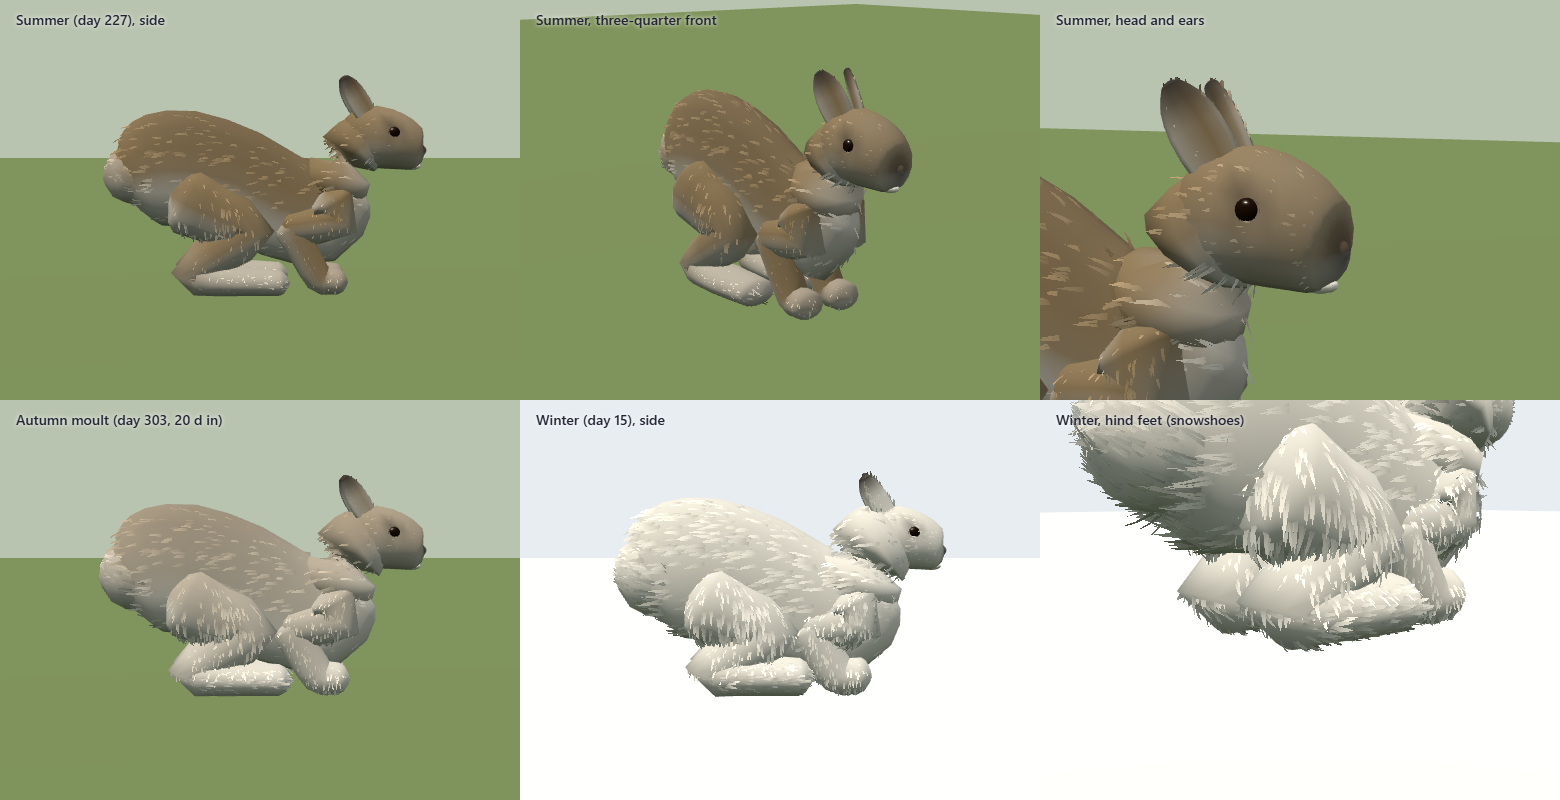 Summer (day 227), side
Summer, three-quarter front
Summer, head and ears
Autumn moult (day 303, 20 d in)
Winter (day 15), side
Winter, hind feet (snowshoes)